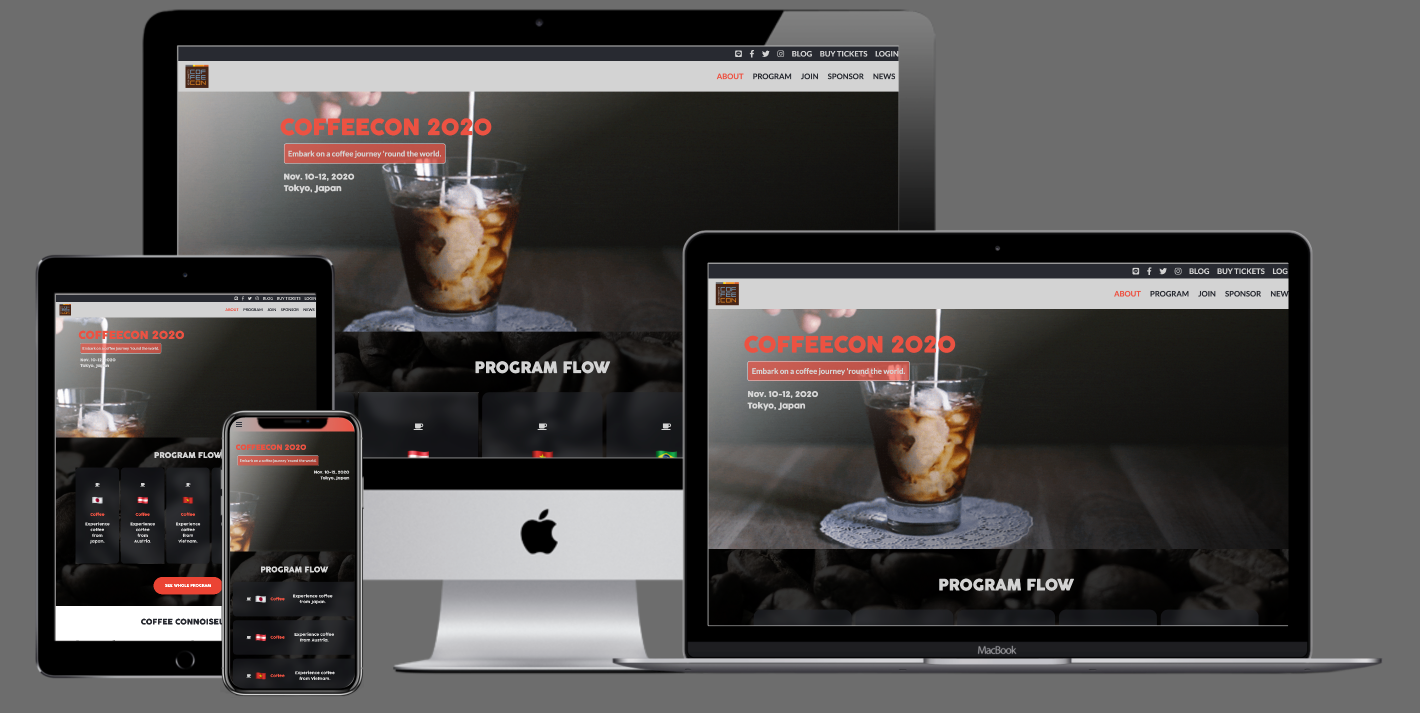 BLOG BUY TICKETS LOGIN
COF
FEE
CON
ABOUT PROGRAM JOIN SPONSOR NEWS
COFFEECON 2020
Embark on a coffee journey 'round the world.
Nov. 10-12, 2020
Tokyo, Japan
PROGRAM FLOW
BLOG BUY TICKETS LOG
COF
FEE
CON
ABOUT PROGRAM JOIN SPONSOR NEW
COFFEECON 2020
Embark on a coffee journey 'round the world.
Nov. 10-12, 2020
Tokyo, Japan
PROGRAM FLOW
MacBook
BLOG BUY TICKETS LOGIN
ABOUT PROGRAM JOIN SPONSOR NEWS
COFFEECON 2020
Embark on a coffee journey 'round the world.
Nov. 10-12, 2020
Tokyo, Japan
PROGRAM FLOW
Coffee Coffee Coffee
Experience Experience Experience
coffee coffee coffee
from from from
Japan. Austria. Vietnam.
SEE WHOLE PROGRAM
COFFEE CONNOISEU
COFFEECON 2020
Embark on a coffee journey 'round the world.
Nov. 10-12, 2020
Tokyo, Japan
PROGRAM FLOW
Coffee Experience coffee
from Japan.
Coffee Experience coffee
from Austria.
Coffee Experience coffee
from Vietnam.